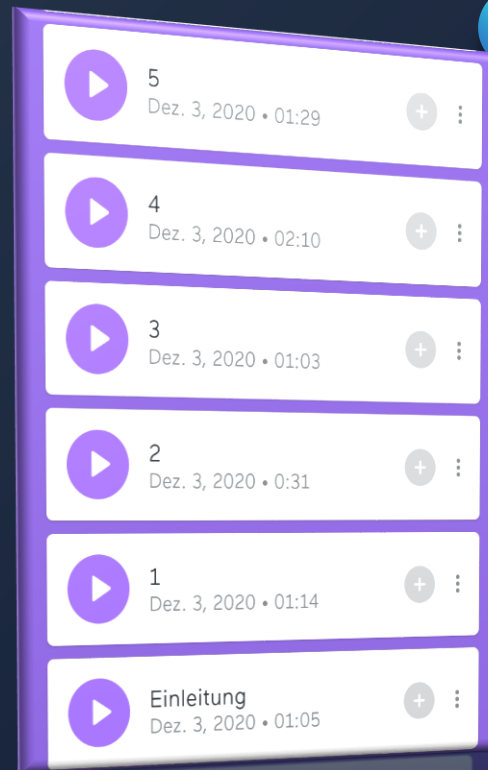 5
Dez. 3, 2020 • 01:29
4
Dez. 3, 2020 • 02:10
3
Dez. 3, 2020 • 01:03
2
Dez. 3, 2020 • 0:31
1
Dez. 3, 2020 • 01:14
Einleitung
Dez. 3, 2020 • 01:05